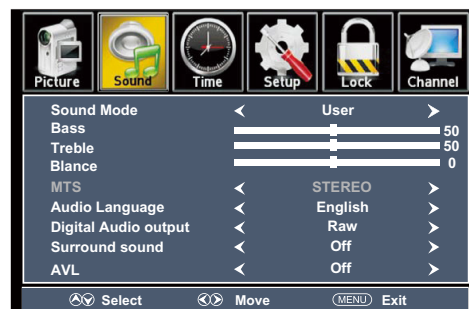 Picture Sound Time Setup Lock Channel
Sound Mode User
Bass 50
Treble 50
Blance 0
MTS STEREO
Audio Language English
Digital Audio output Raw
Surround sound Off
AVL Off
Select Move MENU Exit